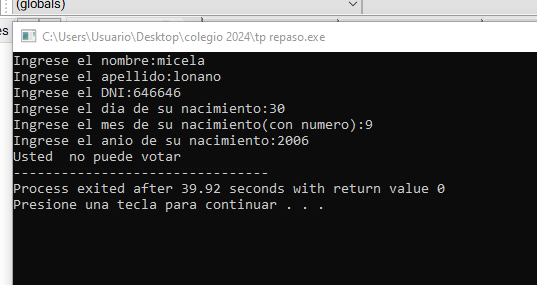 (globals)
es
C:\Users\Usuario\Desktop\colegio 2024\tp repaso.exe
Ingrese el nombre:micela
Ingrese el apellido:lonano
Ingrese el DNI:646646
Ingrese el dia de su nacimiento:30
Ingrese el mes de su nacimiento(con numero):9
Ingrese el anio de su nacimiento:2006
Usted  no puede votar
--------------------------------
Process exited after 39.92 seconds with return value 0
Presione una tecla para continuar . . .